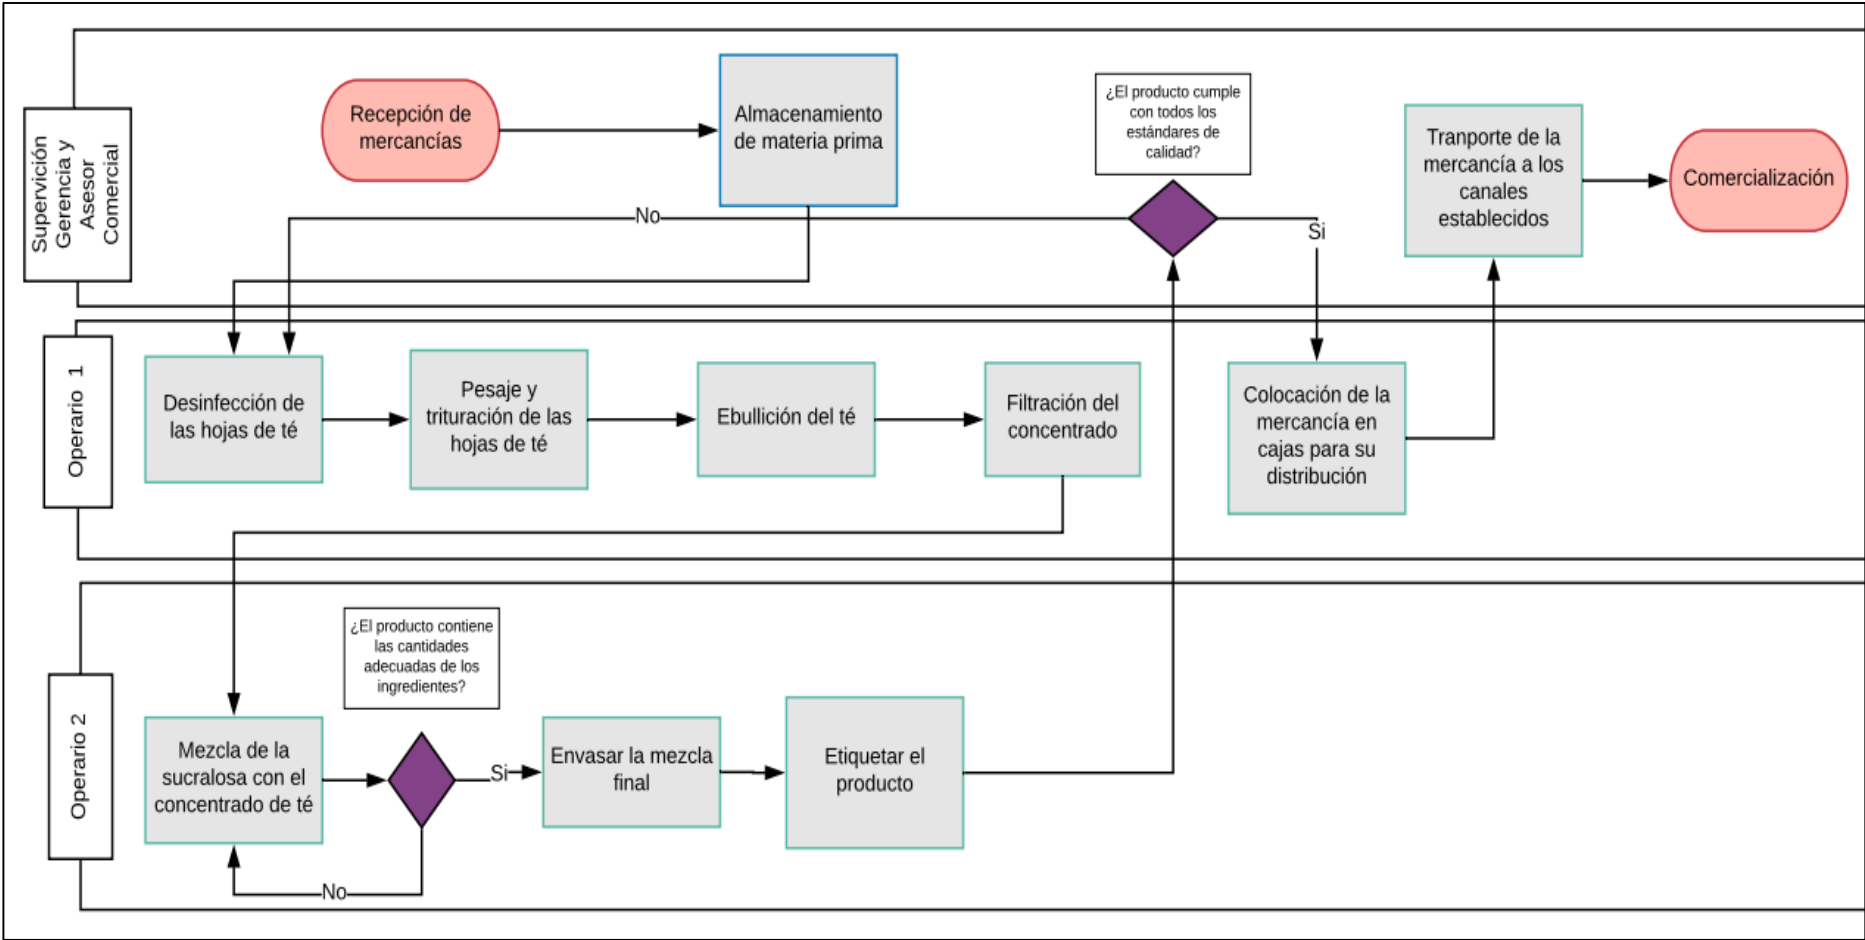 Supervición
Gerencia y
Asesor
Comercial
Recepción de
mercancías
Almacenamiento
de materia prima
¿El producto cumple
con todos los
estándares de
calidad?
No
Si
Tranporte de la
mercancía a los
canales
establecidos
Comercialización
Operario 1
Desinfección de
las hojas de té
Pesaje y
trituración de las
hojas de té
Ebullición del té
Filtración del
concentrado
Colocación de la
mercancía en
cajas para su
distribución
Operario 2
Mezcla de la
sucralosa con el
concentrado de té
¿El producto contiene
las cantidades
adecuadas de los
ingredientes?
Si
No
Envasar la mezcla
final
Etiquetar el
producto